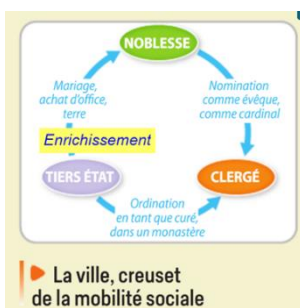 NOBLESSE
Mariage,
achat d'office,
terre
Nomination
comme évêque,
comme cardinal
Enrichissement
TIERS ÉTAT
CLERGÉ
Ordination
en tant que curé,
dans un monastère
La ville, creuset
de la mobilité sociale